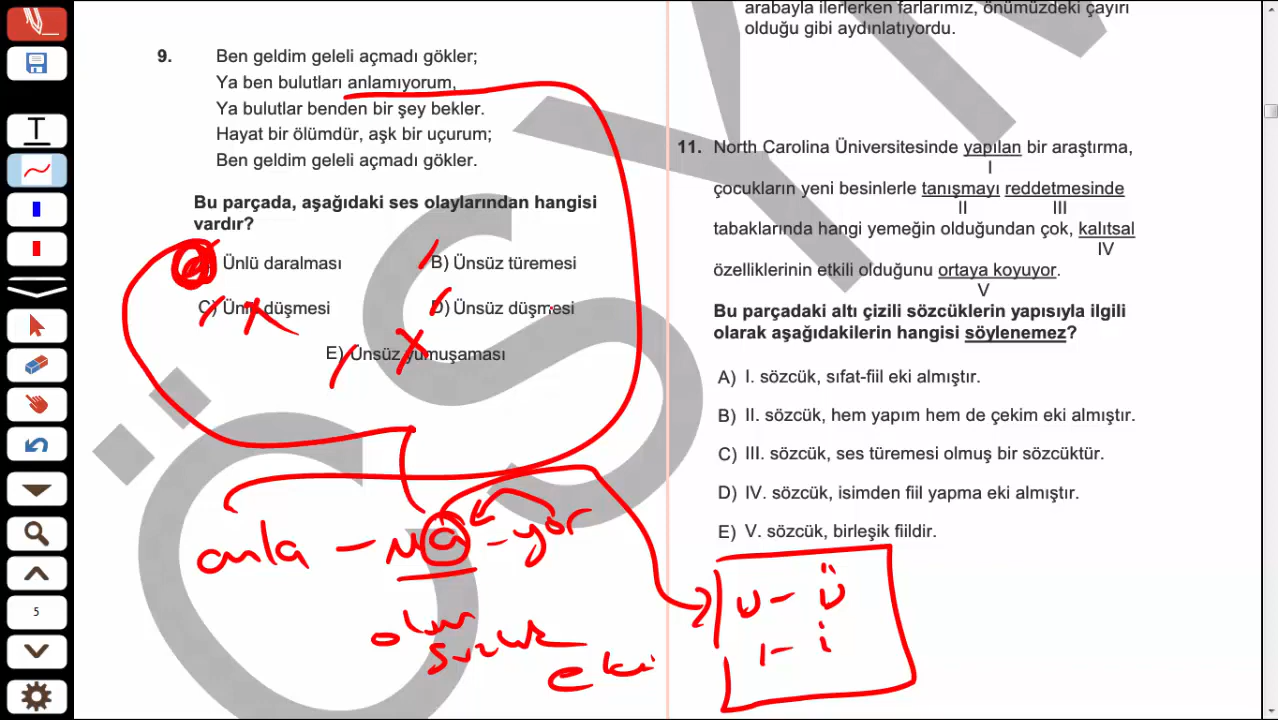 9.
Ben geldim geleli açmadı gökler;
Ya ben bulutları anlamıyorum,
Ya bulutlar benden bir şey bekler.
Hayat bir ölümdür, aşk bir uçurum;
Ben geldim geleli açmadı gökler.
Bu parçada, aşağıdaki ses olaylarından hangisi
vardır?
Ünlü daralması
B) Ünsüz türemesi
C) Ünlü düşmesi
D) Ünsüz düşmesi
E) Ünsüz yumuşaması
anla - ma - yor
olumsuzluk
eki
arabayla ilerlerken farlarımız, önümüzdeki çayırı
olduğu gibi aydınlatıyordu.
11. North Carolina Üniversitesinde yapılan bir araştırma,
I
çocukların yeni besinlerle tanışmayı reddetmesinde
II III
tabaklarında hangi yemeğin olduğundan çok, kalıtsal
IV
özelliklerinin etkili olduğunu ortaya koyuyor.
V
Bu parçadaki altı çizili sözcüklerin yapısıyla ilgili
olarak aşağıdakilerin hangisi söylenemez?
A) I. sözcük, sıfat-fiil eki almıştır.
B) II. sözcük, hem yapım hem de çekim eki almıştır.
C) III. sözcük, ses türemesi olmuş bir sözcüktür.
D) IV. sözcük, isimden fiil yapma eki almıştır.
E) V. sözcük, birleşik fiildir.
u - ü
ı - i
5
T
ÖSYM